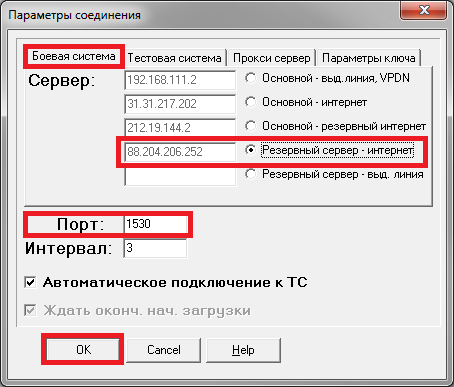 Параметры соединения
Боевая система Тестовая система Прокси сервер Параметры ключа
Сервер: 192.168.111.2 Основной - выд.линия, VPDN
31.31.217.202 Основной - интернет
212.19.144.2 Основной - резервный интернет
88.204.206.252 Резервный сервер - интернет
Резервный сервер - выд. линия
Порт: 1530
Интервал: 3
Автоматическое подключение к ТС
Ждать оконч. нач. загрузки
OK Cancel Help